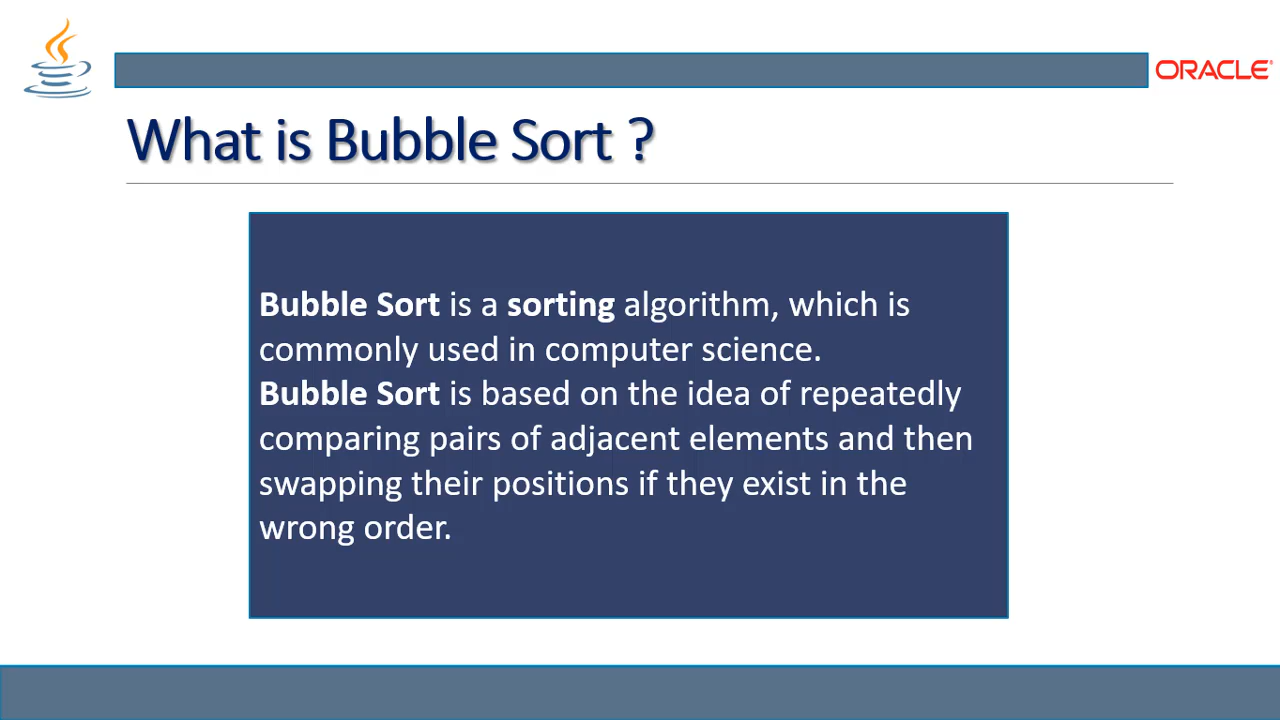 ORACLE
What is Bubble Sort ?
Bubble Sort is a sorting algorithm, which is
commonly used in computer science.
Bubble Sort is based on the idea of repeatedly
comparing pairs of adjacent elements and then
swapping their positions if they exist in the
wrong order.